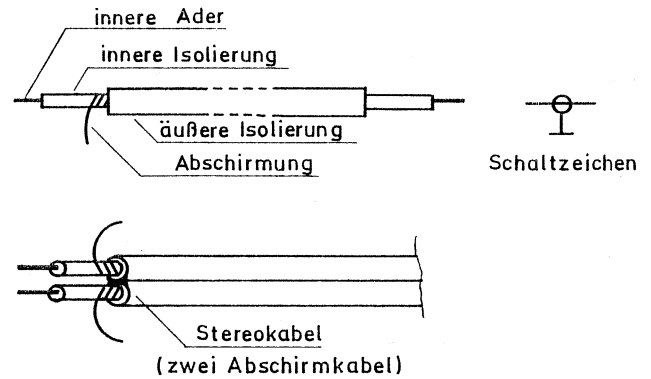 innere Ader
innere Isolierung
äußere Isolierung
Abschirmung
Schaltzeichen
Stereokabel
(zwei Abschirmkabel)